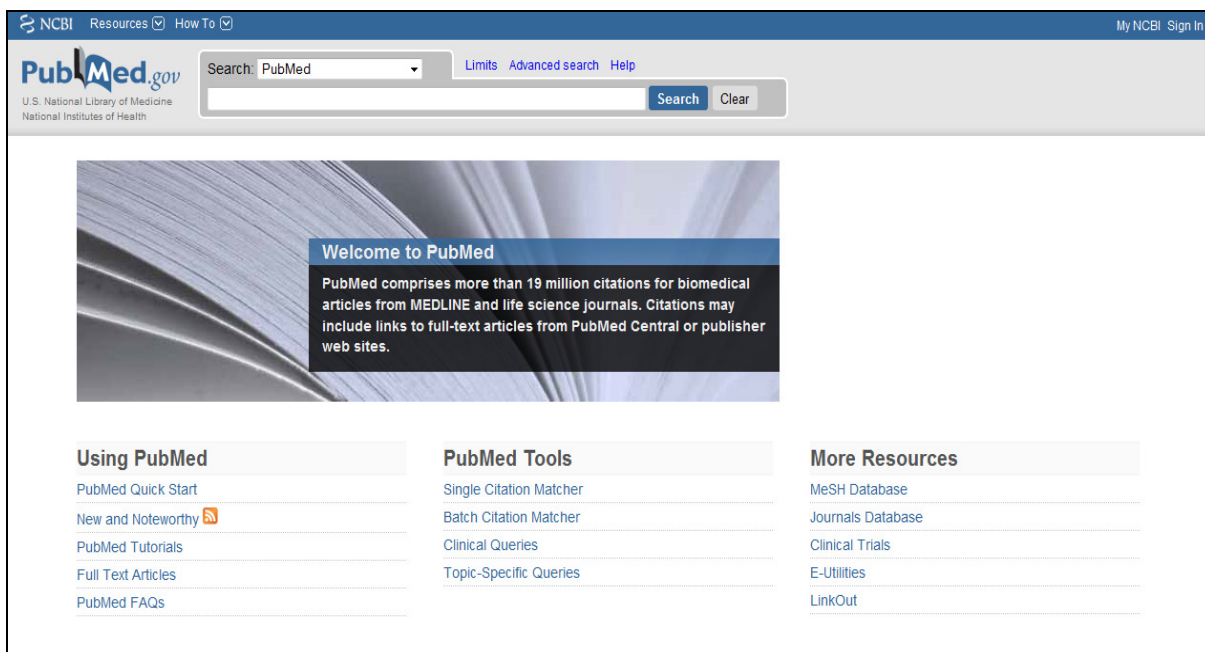 NCBI Resources How To My NCBI Sign In
PubMed.gov
U.S. National Library of Medicine
National Institutes of Health
Search: PubMed
Limits Advanced search Help
Search Clear
Welcome to PubMed
PubMed comprises more than 19 million citations for biomedical
articles from MEDLINE and life science journals. Citations may
include links to full-text articles from PubMed Central or publisher
web sites.
Using PubMed
PubMed Quick Start
New and Noteworthy
PubMed Tutorials
Full Text Articles
PubMed FAQs
PubMed Tools
Single Citation Matcher
Batch Citation Matcher
Clinical Queries
Topic-Specific Queries
More Resources
MeSH Database
Journals Database
Clinical Trials
E-Utilities
LinkOut